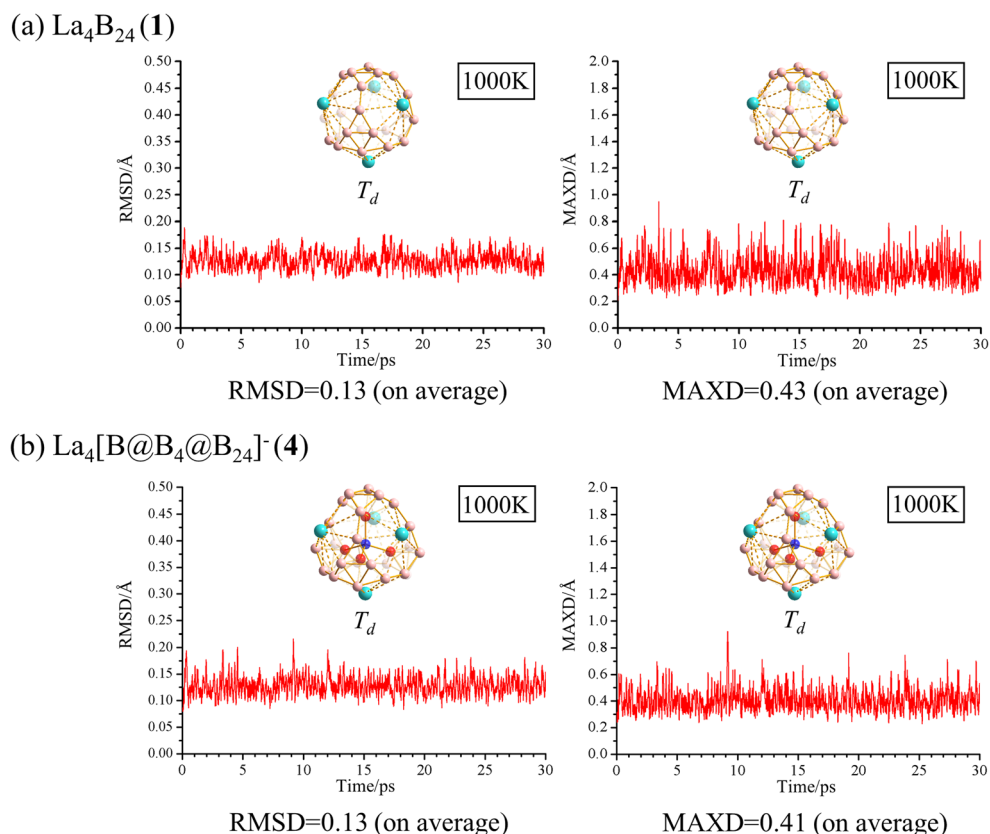 (a) La₄B₂₄ (1)
0.50
0.45
0.40
0.35
0.30
0.25
0.20
0.15
0.10
0.05
0.00
RMSD/Å
1000K
T_d
0 5 10 15 20 25 30
Time/ps
RMSD=0.13 (on average)
2.0
1.8
1.6
1.4
1.2
1.0
0.8
0.6
0.4
0.2
0.0
MAXD/Å
1000K
T_d
0 5 10 15 20 25 30
Time/ps
MAXD=0.43 (on average)
(b) La₄[B@B₄@B₂₄]⁻ (4)
0.50
0.45
0.40
0.35
0.30
0.25
0.20
0.15
0.10
0.05
0.00
RMSD/Å
1000K
T_d
0 5 10 15 20 25 30
Time/ps
RMSD=0.13 (on average)
2.0
1.8
1.6
1.4
1.2
1.0
0.8
0.6
0.4
0.2
0.0
MAXD/Å
1000K
T_d
0 5 10 15 20 25 30
Time/ps
MAXD=0.41 (on average)